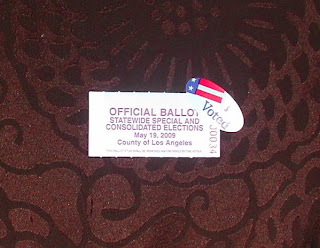 OFFICIAL BALLOT
STATEWIDE SPECIAL AND
CONSOLIDATED ELECTIONS
May 19, 2009
County of Los Angeles
Voted